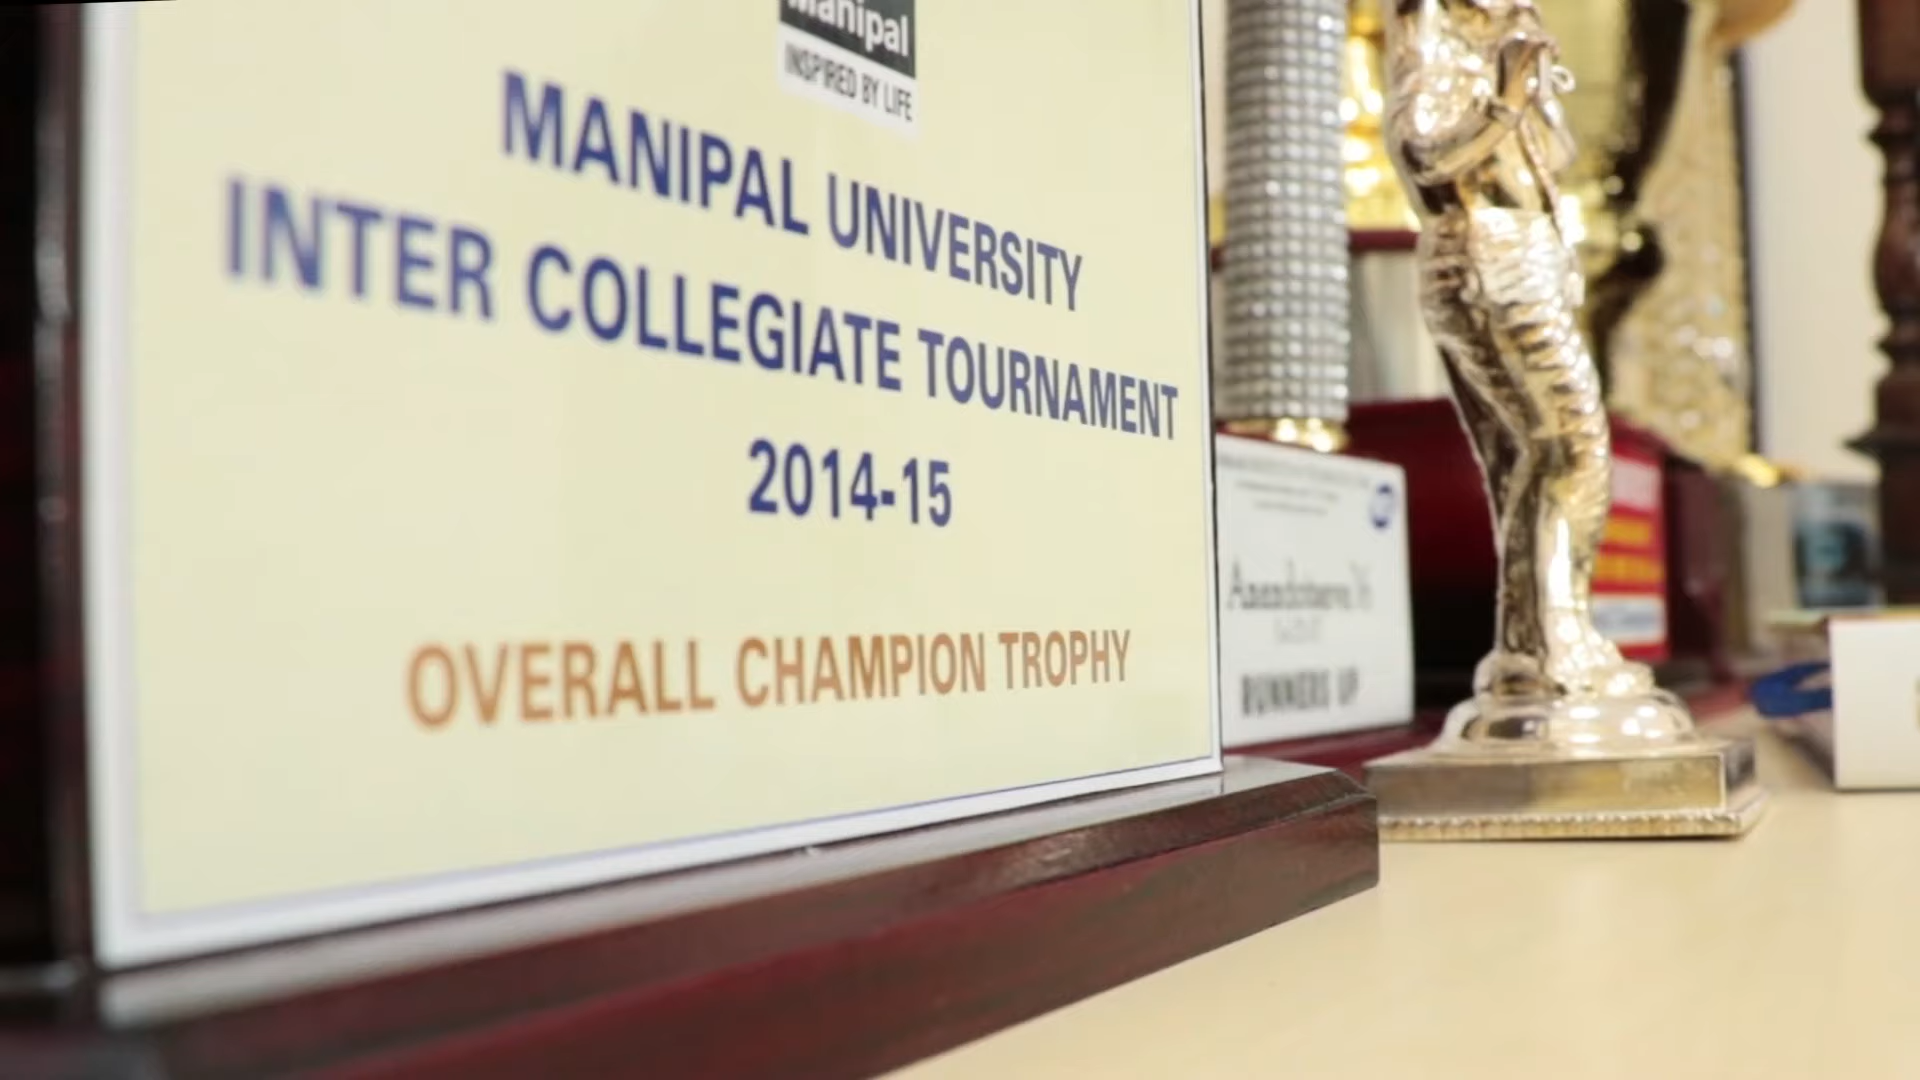 Manipal
INSPIRED BY LIFE
MANIPAL UNIVERSITY
INTER COLLEGIATE TOURNAMENT
2014-15
OVERALL CHAMPION TROPHY
RUNNERS UP